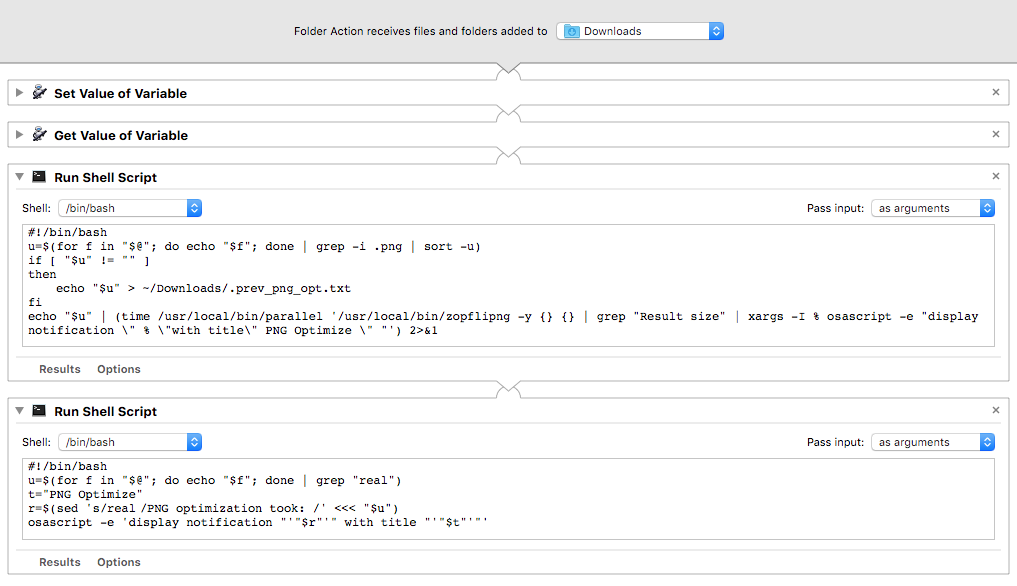 Folder Action receives files and folders added to Downloads
Set Value of Variable
Get Value of Variable
Run Shell Script
Shell: /bin/bash Pass input: as arguments
#!/bin/bash
u=$(for f in "$@"; do echo "$f"; done | grep -i .png | sort -u)
if [ "$u" != "" ]
then
    echo "$u" > ~/Downloads/.prev_png_opt.txt
fi
echo "$u" | (time /usr/local/bin/parallel '/usr/local/bin/zopflipng -y {} {} | grep "Result size" | xargs -I % osascript -e "display
notification \" % \"with title\" PNG Optimize \" "') 2>&1
Results Options
Run Shell Script
Shell: /bin/bash Pass input: as arguments
#!/bin/bash
u=$(for f in "$@"; do echo "$f"; done | grep "real")
t="PNG Optimize"
r=$(sed 's/real /PNG optimization took: /' <<< "$u")
osascript -e 'display notification "'"$r"'" with title "'"$t"'"'
Results Options